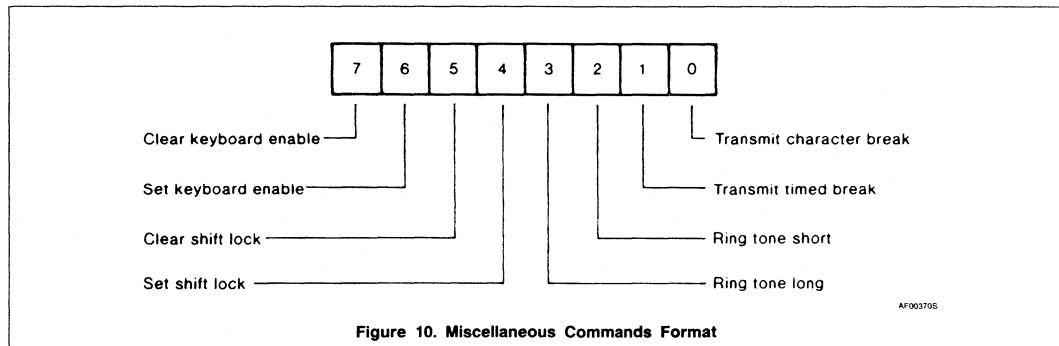 7 6 5 4 3 2 1 0
Clear keyboard enable Transmit character break
Set keyboard enable Transmit timed break
Clear shift lock Ring tone short
Set shift lock Ring tone long
AF00370S
Figure 10. Miscellaneous Commands Format